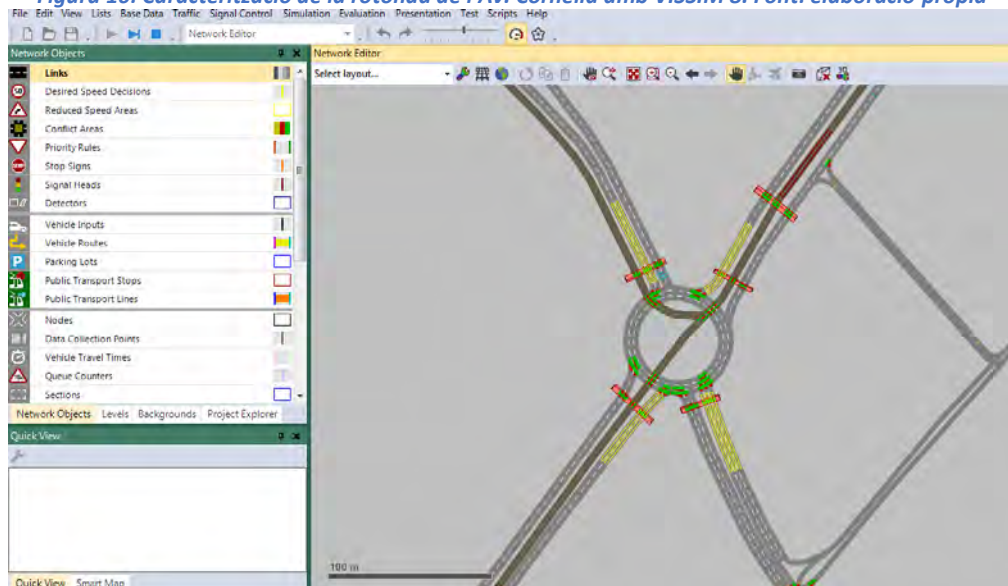 Figura 10. Caracterització de la rotonda de l'Avi. Cornellà amb VISSIM 8. Font: elaboració pròpia
File Edit View Lists Base Data Traffic Signal Control Simulation Evaluation Presentation Test Scripts Help
Network Editor
Network Objects
Network Editor
Select layout...
Links
Desired Speed Decisions
Reduced Speed Areas
Conflict Areas
Priority Rules
Stop Signs
Signal Heads
Detectors
Vehicle Inputs
Vehicle Routes
Parking Lots
Public Transport Stops
Public Transport Lines
Nodes
Data Collection Points
Vehicle Travel Times
Queue Counters
Sections
Network Objects Levels Backgrounds Project Explorer
Quick View
100 m
Quick View Smart Map